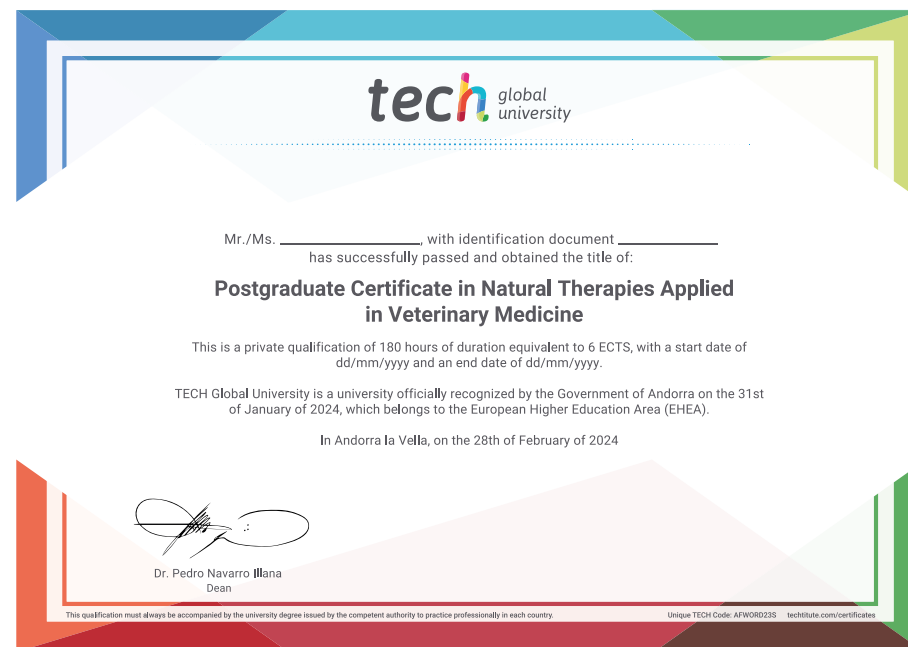 tech global university
Mr./Ms. ____________________, with identification document ______________
has successfully passed and obtained the title of:
Postgraduate Certificate in Natural Therapies Applied
in Veterinary Medicine
This is a private qualification of 180 hours of duration equivalent to 6 ECTS, with a start date of
dd/mm/yyyy and an end date of dd/mm/yyyy.
TECH Global University is a university officially recognized by the Government of Andorra on the 31st
of January of 2024, which belongs to the European Higher Education Area (EHEA).
In Andorra la Vella, on the 28th of February of 2024
Dr. Pedro Navarro Illana
Dean
This qualification must always be accompanied by the university degree issued by the competent authority to practice professionally in each country. Unique TECH Code: AFWORD23S techtitute.com/certificates